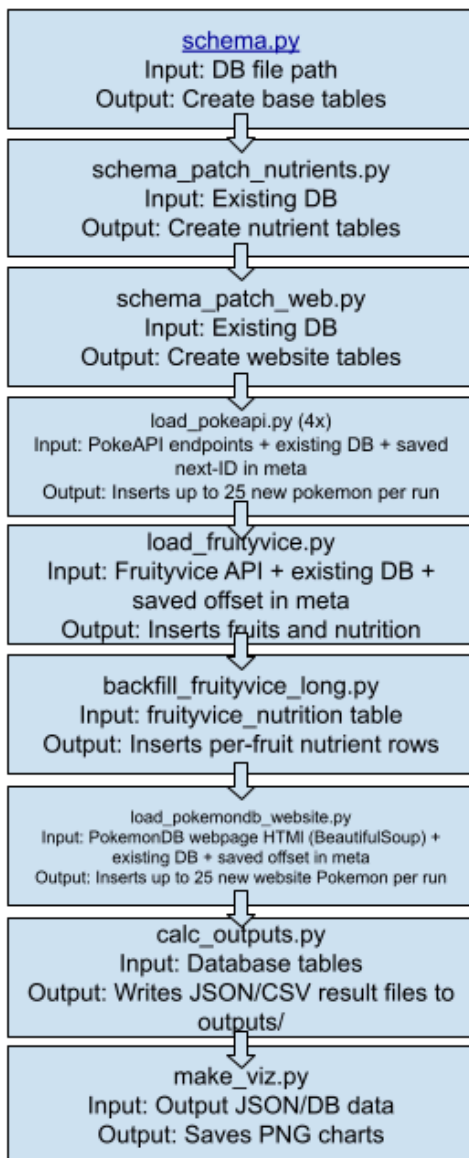 schema.py
Input: DB file path
Output: Create base tables
schema_patch_nutrients.py
Input: Existing DB
Output: Create nutrient tables
schema_patch_web.py
Input: Existing DB
Output: Create website tables
load_pokeapi.py (4x)
Input: PokeAPI endpoints + existing DB + saved
next-ID in meta
Output: Inserts up to 25 new pokemon per run
load_fruityvice.py
Input: Fruityvice API + existing DB +
saved offset in meta
Output: Inserts fruits and nutrition
backfill_fruityvice_long.py
Input: fruityvice_nutrition table
Output: Inserts per-fruit nutrient rows
load_pokemondb_website.py
Input: PokemonDB webpage HTMl (BeautifulSoup) +
existing DB + saved offset in meta
Output: Inserts up to 25 new website Pokemon per run
calc_outputs.py
Input: Database tables
Output: Writes JSON/CSV result files to
outputs/
make_viz.py
Input: Output JSON/DB data
Output: Saves PNG charts